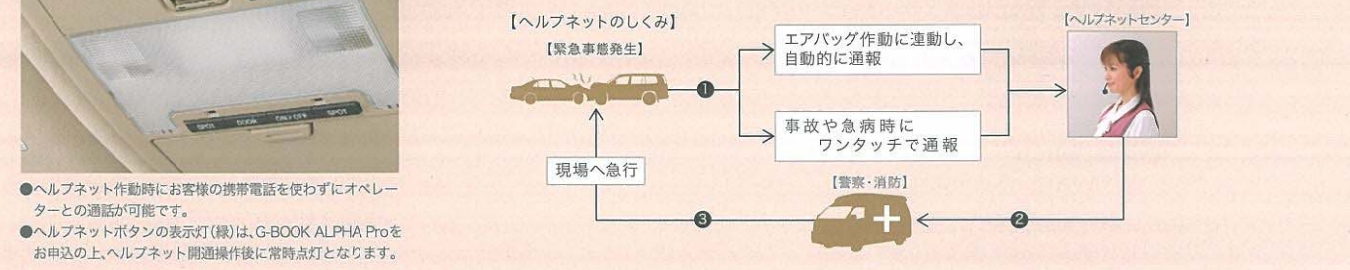 SPOT DOOR ON/OFF SPOT
●ヘルプネット作動時にお客様の携帯電話を使わずにオペレー
ターとの通話が可能です。
●ヘルプネットボタンの表示灯(緑)は、G-BOOK ALPHA Proを
お申込の上、ヘルプネット開通操作後に常時点灯となります。
【ヘルプネットのしくみ】
【緊急事態発生】
❶
エアバッグ作動に連動し、
自動的に通報
事故や急病時に
ワンタッチで通報
【ヘルプネットセンター】
❷
【警察・消防】
❸
現場へ急行